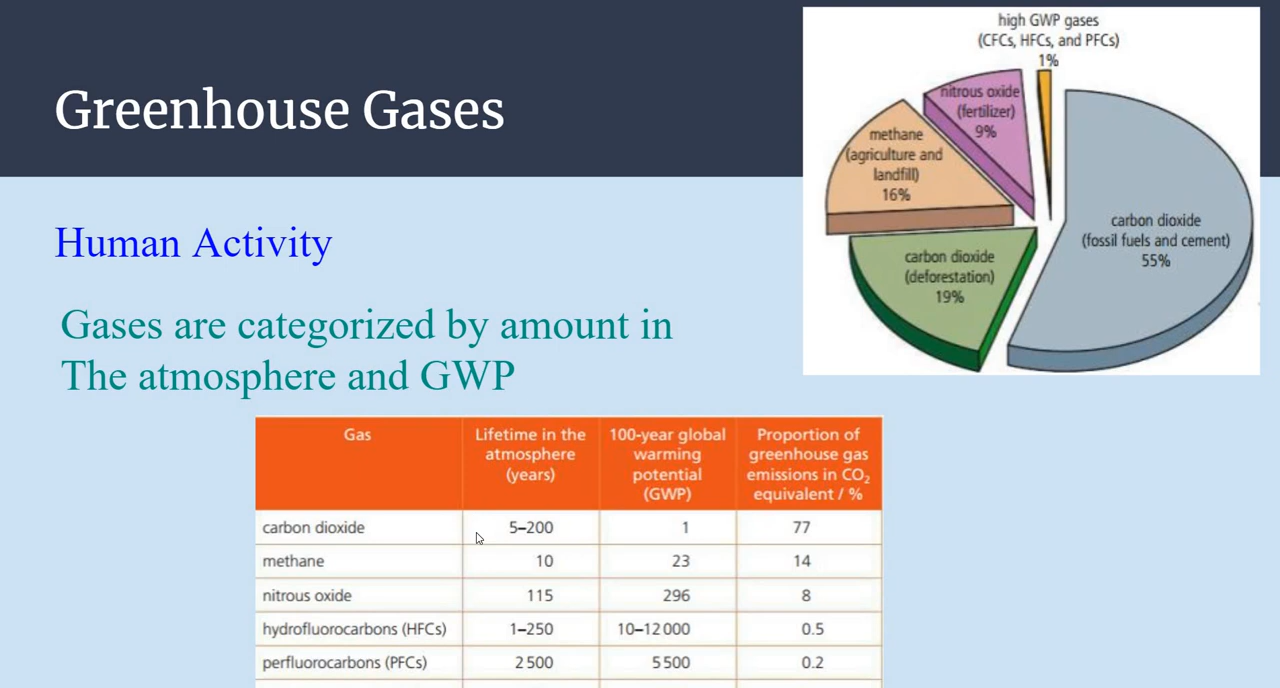 Greenhouse Gases
high GWP gases
(CFCs, HFCs, and PFCs)
1%
nitrous oxide
(fertilizer)
9%
methane
(agriculture and
landfill)
16%
carbon dioxide
(fossil fuels and cement)
55%
carbon dioxide
(deforestation)
19%
Human Activity
Gases are categorized by amount in
The atmosphere and GWP
Gas
Lifetime in the
atmosphere
(years)
100-year global
warming
potential
(GWP)
Proportion of
greenhouse gas
emissions in CO₂
equivalent / %
carbon dioxide 5–200 1 77
methane 10 23 14
nitrous oxide 115 296 8
hydrofluorocarbons (HFCs) 1–250 10–12 000 0.5
perfluorocarbons (PFCs) 2 500 5 500 0.2